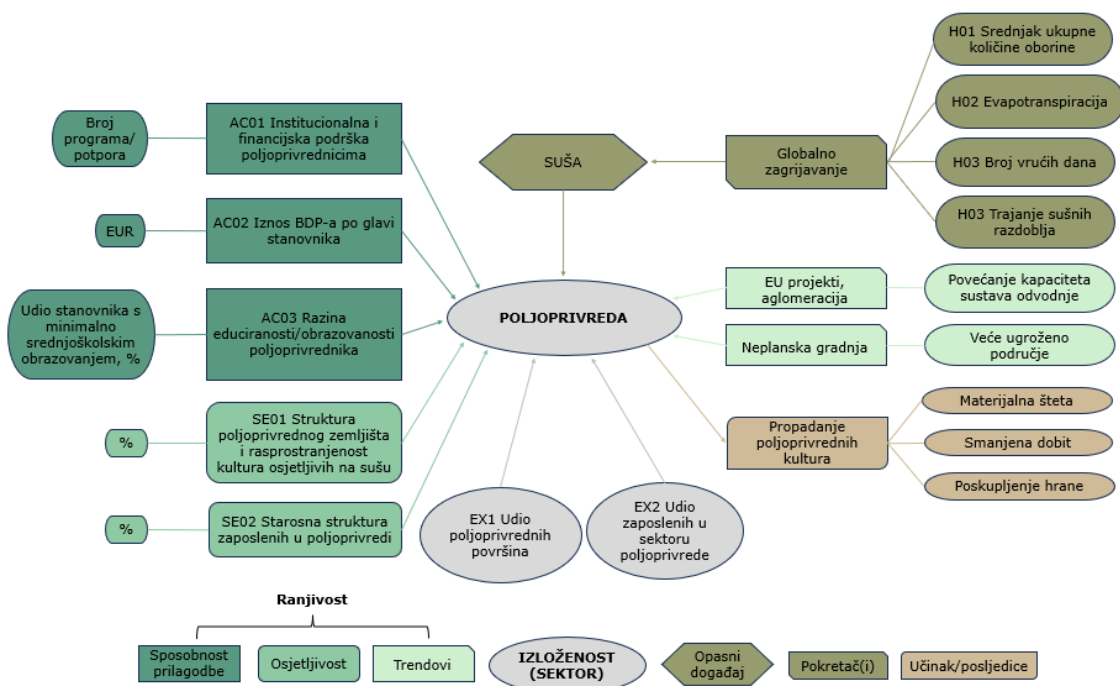 Broj
programa/
potpora
AC01 Institucionalna i
financijska podrška
poljoprivrednicima
EUR
AC02 Iznos BDP-a po glavi
stanovnika
Udio stanovnika s
minimalno
srednjoškolskim
obrazovanjem, %
AC03 Razina
educiranosti/obrazovanosti
poljoprivrednika
%
SE01 Struktura
poljoprivrednog zemljišta
i rasprostranjenost
kultura osjetljivih na sušu
%
SE02 Starosna struktura
zaposlenih u poljoprivredi
SUŠA
POLJOPRIVREDA
EX1 Udio
poljoprivrednih
površina
EX2 Udio
zaposlenih u
sektoru
poljoprivrede
Globalno
zagrijavanje
H01 Srednjak ukupne
količine oborine
H02 Evapotranspiracija
H03 Broj vrućih dana
H03 Trajanje sušnih
razdoblja
EU projekti,
aglomeracija
Povećanje kapaciteta
sustava odvodnje
Neplanska gradnja
Veće ugroženo
područje
Propadanje
poljoprivrednih
kultura
Materijalna šteta
Smanjena dobit
Poskupljenje hrane
Ranjivost
Sposobnost
prilagodbe
Osjetljivost
Trendovi
IZLOŽENOST
(SEKTOR)
Opasni
događaj
Pokretač(i)
Učinak/posljedice